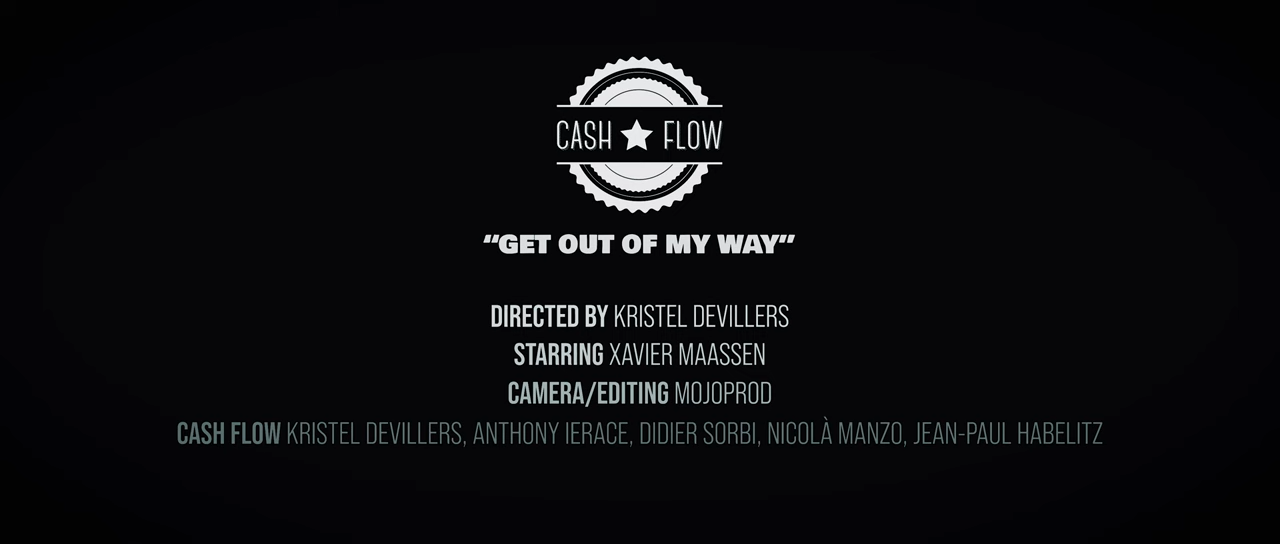 CASH ★ FLOW
“GET OUT OF MY WAY”
DIRECTED BY KRISTEL DEVILLERS
STARRING XAVIER MAASSEN
CAMERA/EDITING MOJOPROD
CASH FLOW KRISTEL DEVILLERS, ANTHONY IERACE, DIDIER SORBI, NICOLÀ MANZO, JEAN-PAUL HABELITZ